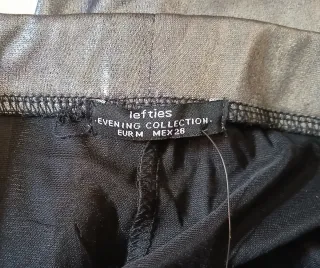 lefties
·EVENING COLLECTION·
EUR M MEX 28